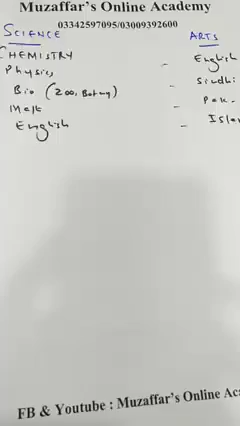 Muzaffar's Online Academy
03342597095/03009392600
SCIENCE
CHEMISTRY
Physics
Bio (Zoo, Botany)
Math
English
ARTS
- English
- Sindhi
- Pak.
- Isla
FB & Youtube : Muzaffar's Online Aca